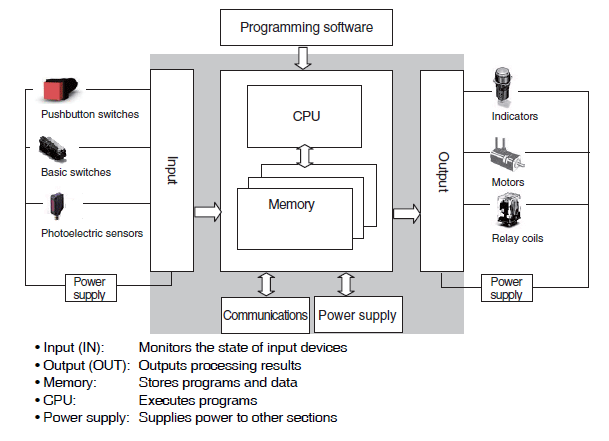 Programming software
Pushbutton switches
Basic switches
Photoelectric sensors
Power
supply
Input
CPU
Memory
Communications
Power supply
Output
Indicators
Motors
Relay coils
Power
supply
• Input (IN): Monitors the state of input devices
• Output (OUT): Outputs processing results
• Memory: Stores programs and data
• CPU: Executes programs
• Power supply: Supplies power to other sections